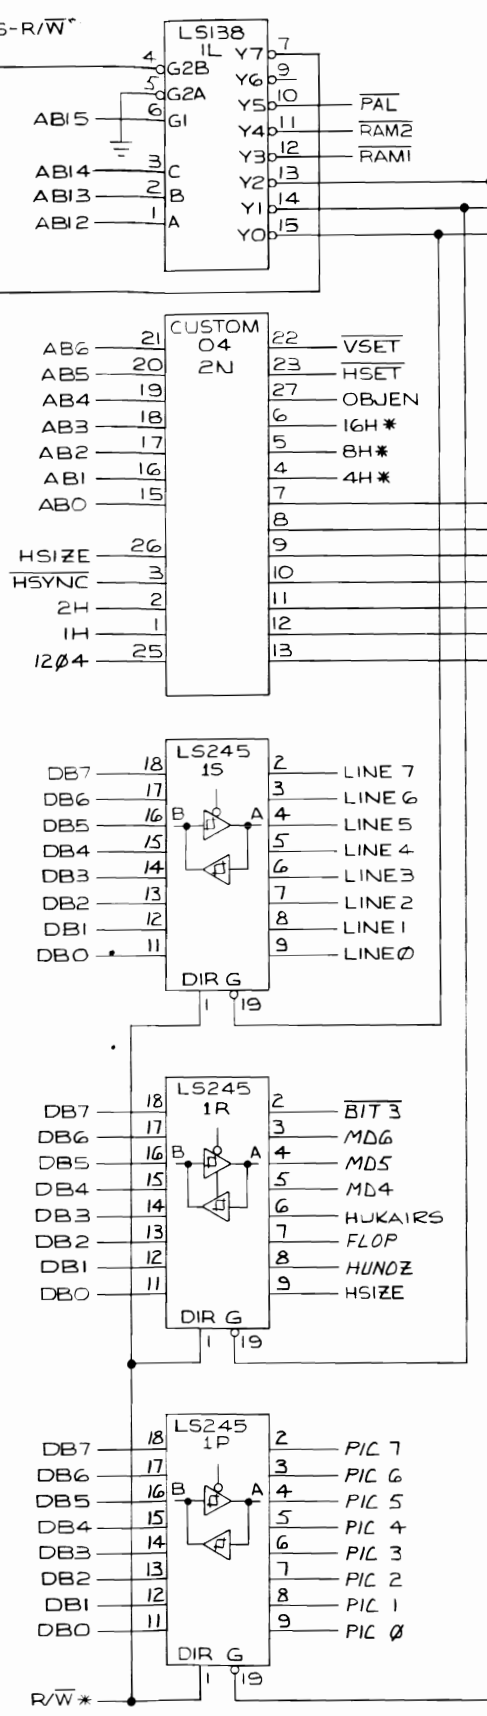 S-R/W*
LS138
1L
4 G2B Y7 7
5 G2A Y6 9
AB15 6 G1 Y5 10 PAL
Y4 11 RAM2
AB14 3 C Y3 12 RAM1
AB13 2 B Y2 13
AB12 1 A Y1 14
Y0 15
CUSTOM
04
2N
AB6 21 22 VSET
AB5 20 23 HSET
AB4 19 27 OBJEN
AB3 18 6 16H*
AB2 17 5 8H*
AB1 16 4 4H*
AB0 15 7
8
HSIZE 26 9
HSYNC 3 10
2H 2 11
1H 1 12
12Ø4 25 13
LS245
1S
DB7 18 2 LINE 7
DB6 17 3 LINE 6
DB5 16 B A 4 LINE 5
DB4 15 5 LINE 4
DB3 14 6 LINE3
DB2 13 7 LINE2
DB1 12 8 LINE1
DB0 11 9 LINEØ
DIR G
1 19
LS245
1R
DB7 18 2 BIT 3
DB6 17 3 MD6
DB5 16 B A 4 MD5
DB4 15 5 MD4
DB3 14 6 HUKAIRS
DB2 13 7 FLOP
DB1 12 8 HUNOZ
DB0 11 9 HSIZE
DIR G
1 19
LS245
1P
DB7 18 2 PIC 7
DB6 17 3 PIC 6
DB5 16 B A 4 PIC 5
DB4 15 5 PIC 4
DB3 14 6 PIC 3
DB2 13 7 PIC 2
DB1 12 8 PIC 1
DB0 11 9 PIC Ø
DIR G
1 19
R/W*